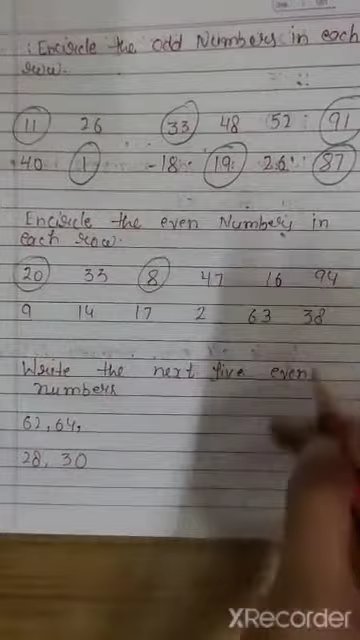 : Encircle the odd Numbers in each
row.
11 26 33 48 52 91
40 1 18 19 26 87
Encircle the even Numbers in
each row.
20 33 8 47 16 94
9 14 17 2 63 38
Write the next five even
numbers
62, 64,
28, 30
XRecorder